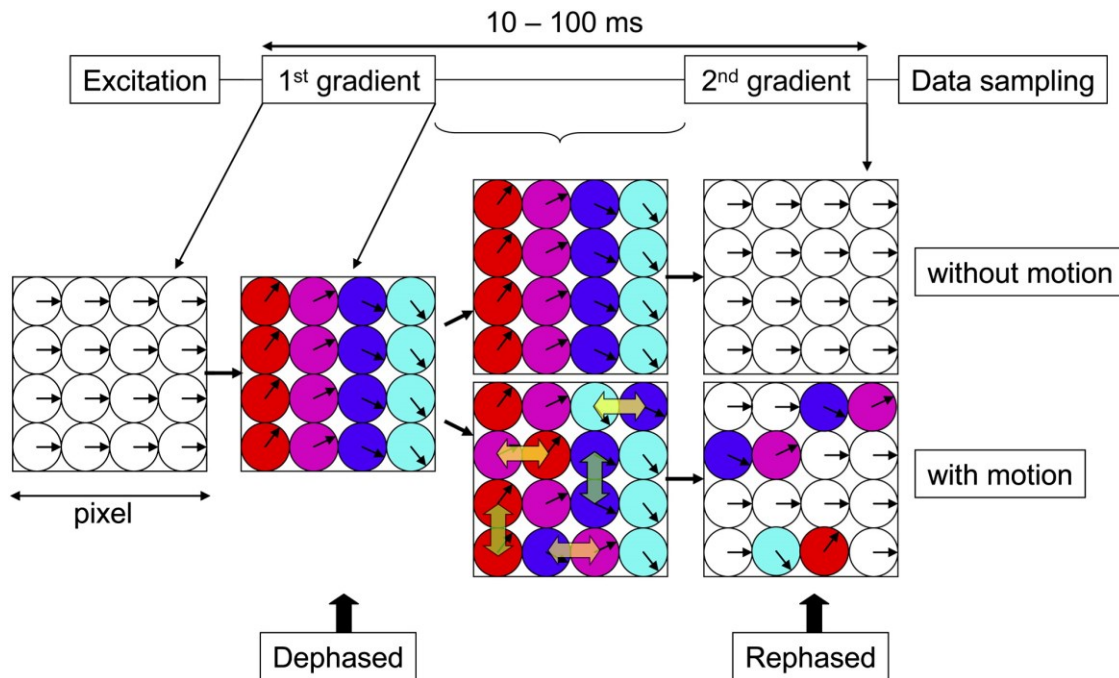 10 – 100 ms
Excitation
1st gradient
2nd gradient
Data sampling
without motion
with motion
pixel
Dephased
Rephased